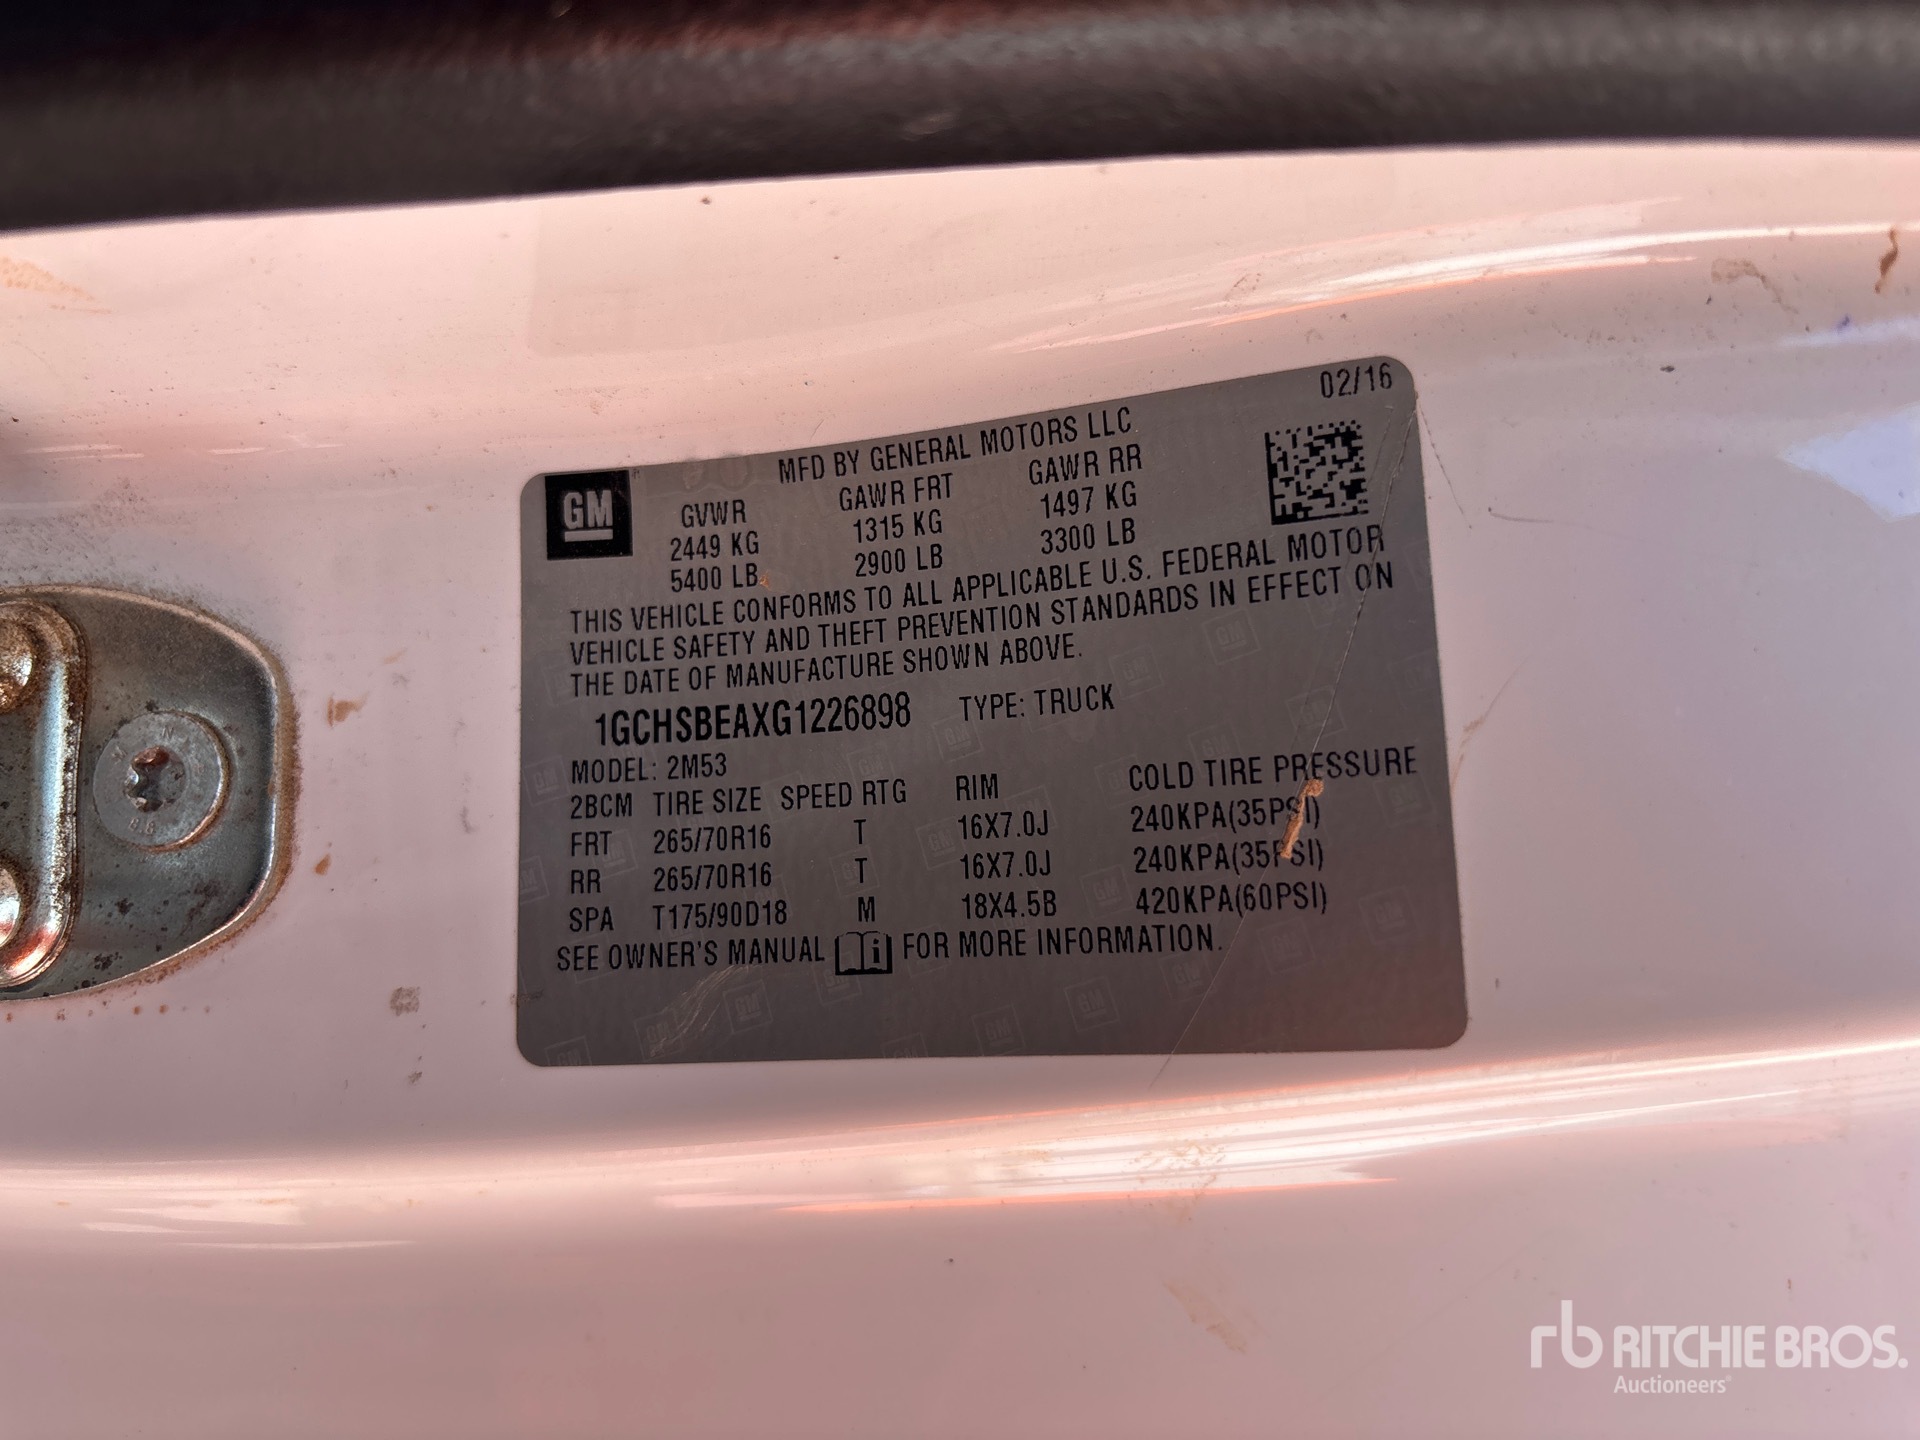 02/16
MFD BY GENERAL MOTORS LLC
GM
GVWR GAWR FRT GAWR RR
2449 KG 1315 KG 1497 KG
5400 LB 2900 LB 3300 LB
THIS VEHICLE CONFORMS TO ALL APPLICABLE U.S. FEDERAL MOTOR
VEHICLE SAFETY AND THEFT PREVENTION STANDARDS IN EFFECT ON
THE DATE OF MANUFACTURE SHOWN ABOVE.
1GCHSBEAXG1226898 TYPE: TRUCK
MODEL: 2M53
2BCM TIRE SIZE SPEED RTG RIM COLD TIRE PRESSURE
FRT 265/70R16 T 16X7.0J 240KPA(35PSI)
RR 265/70R16 T 16X7.0J 240KPA(35PSI)
SPA T175/90D18 M 18X4.5B 420KPA(60PSI)
SEE OWNER'S MANUAL FOR MORE INFORMATION.
rb RITCHIE BROS.
Auctioneers